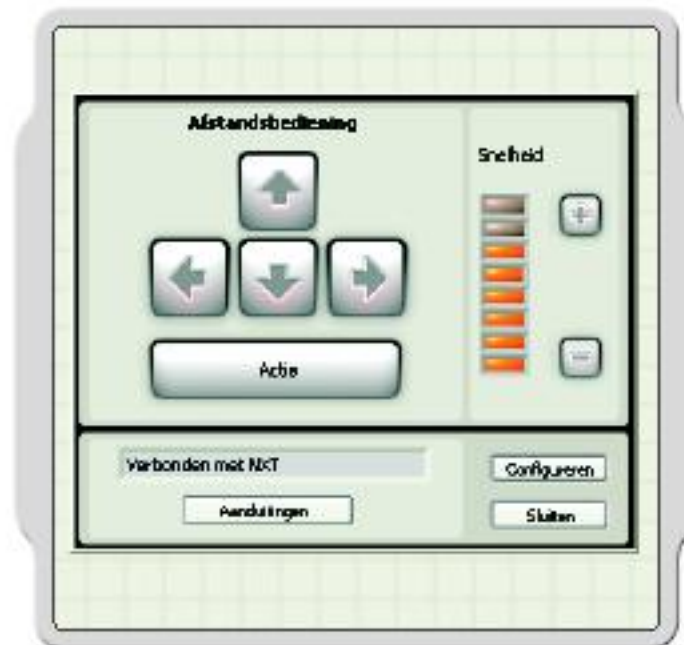 Afstandsbediening
Snelheid
+
-
Actie
Verbonden met NXT
Aansluitingen
Configureren
Sluiten